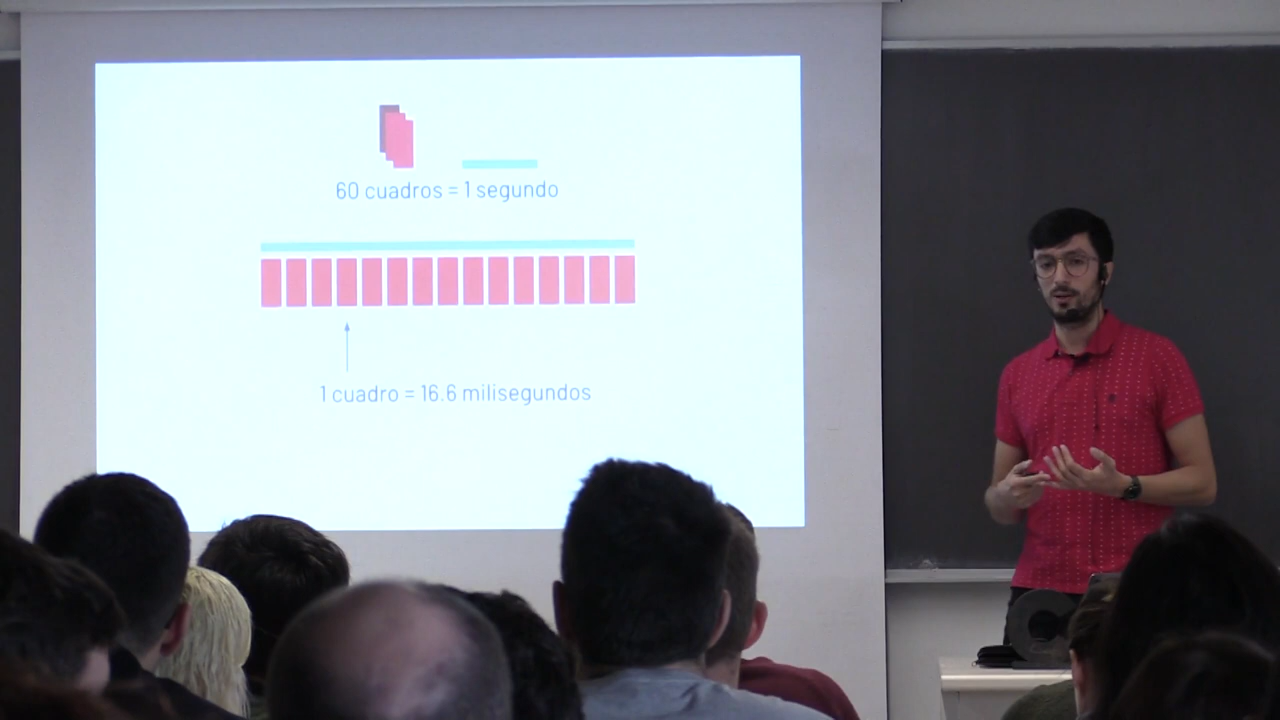 60 cuadros = 1 segundo
1 cuadro = 16.6 milisegundos